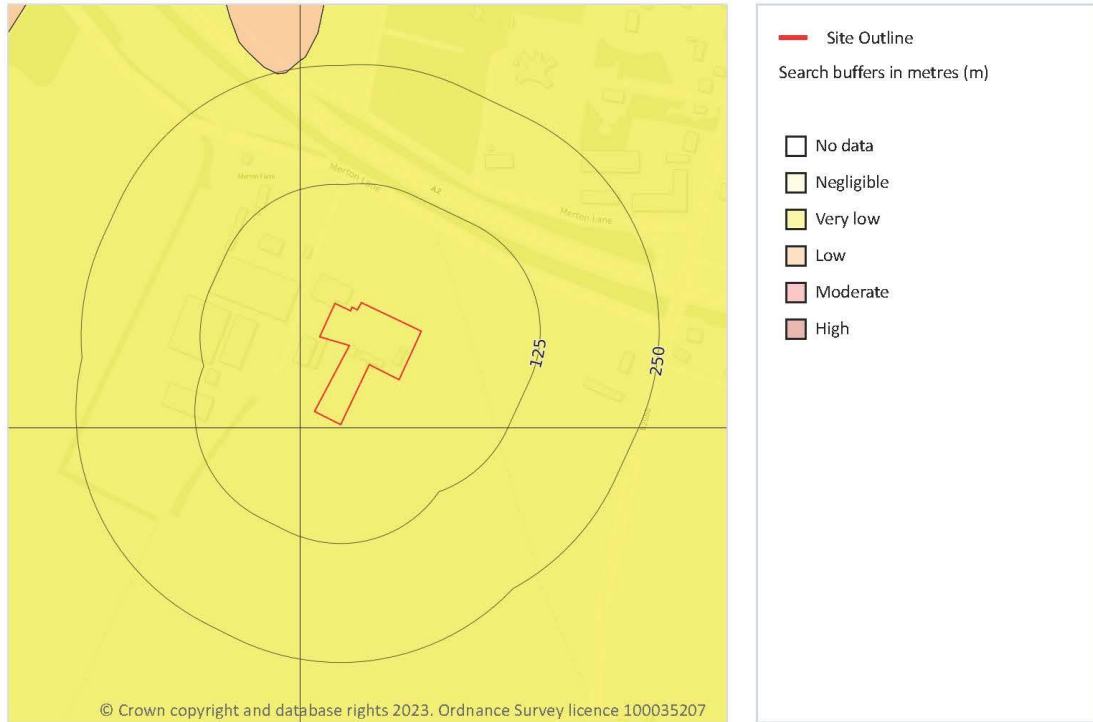 Merton Lane
Merton Lane
A2
Merton Lane
125
250
© Crown copyright and database rights 2023. Ordnance Survey licence 100035207
Site Outline
Search buffers in metres (m)
No data
Negligible
Very low
Low
Moderate
High